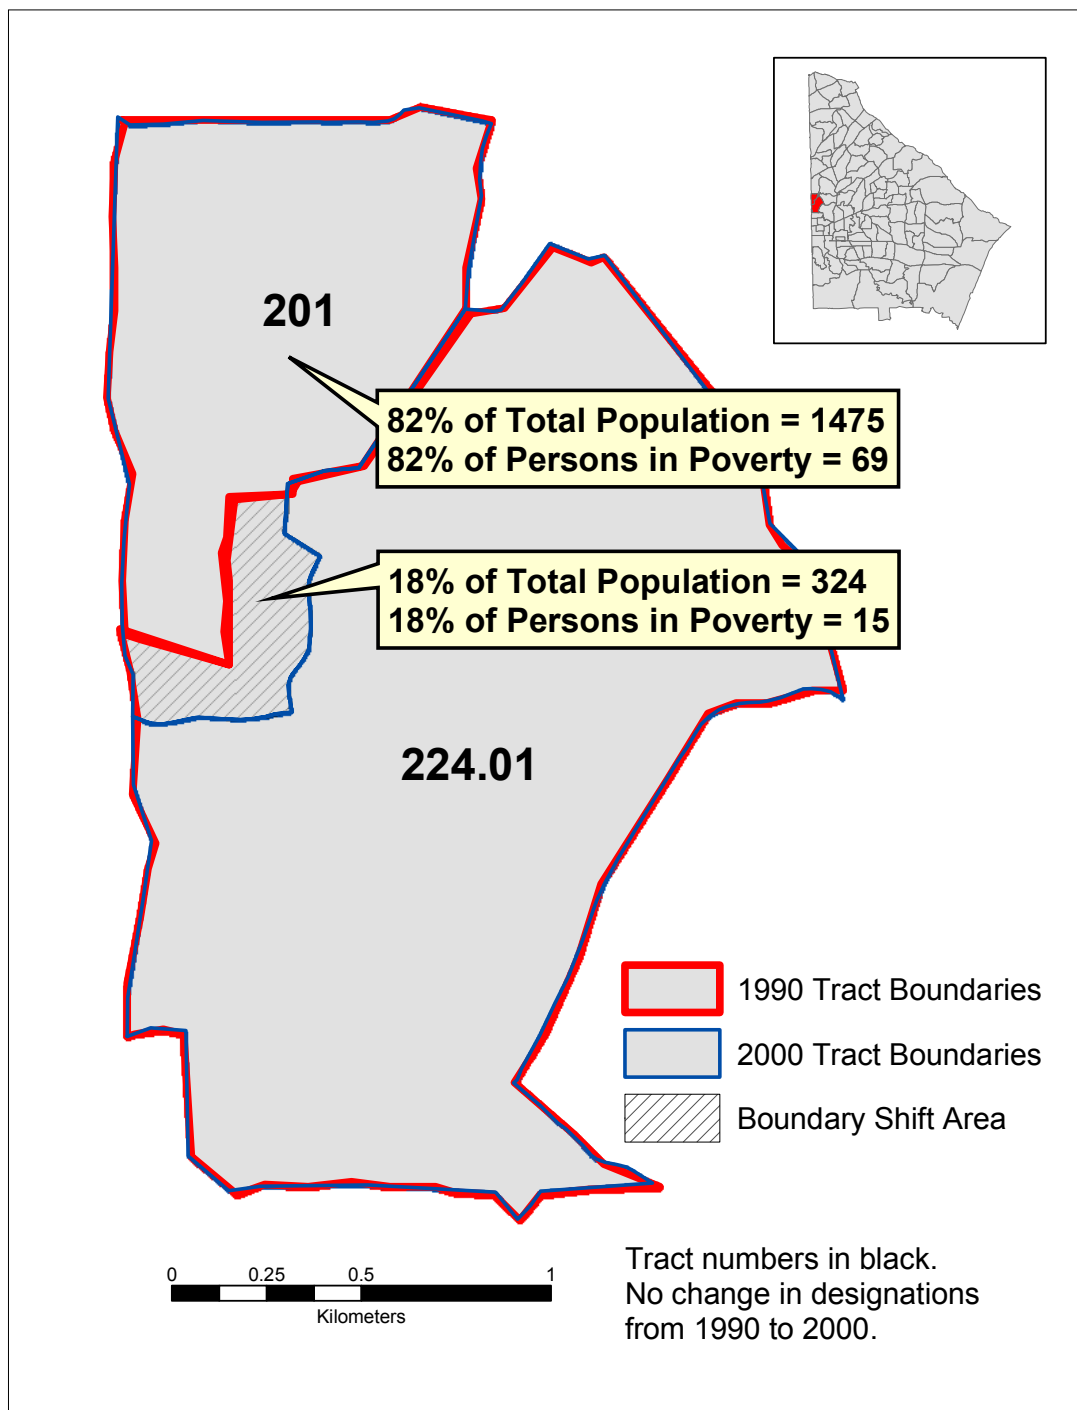 201
82% of Total Population = 1475
82% of Persons in Poverty = 69
18% of Total Population = 324
18% of Persons in Poverty = 15
224.01
1990 Tract Boundaries
2000 Tract Boundaries
Boundary Shift Area
0 0.25 0.5 1
Kilometers
Tract numbers in black.
No change in designations
from 1990 to 2000.